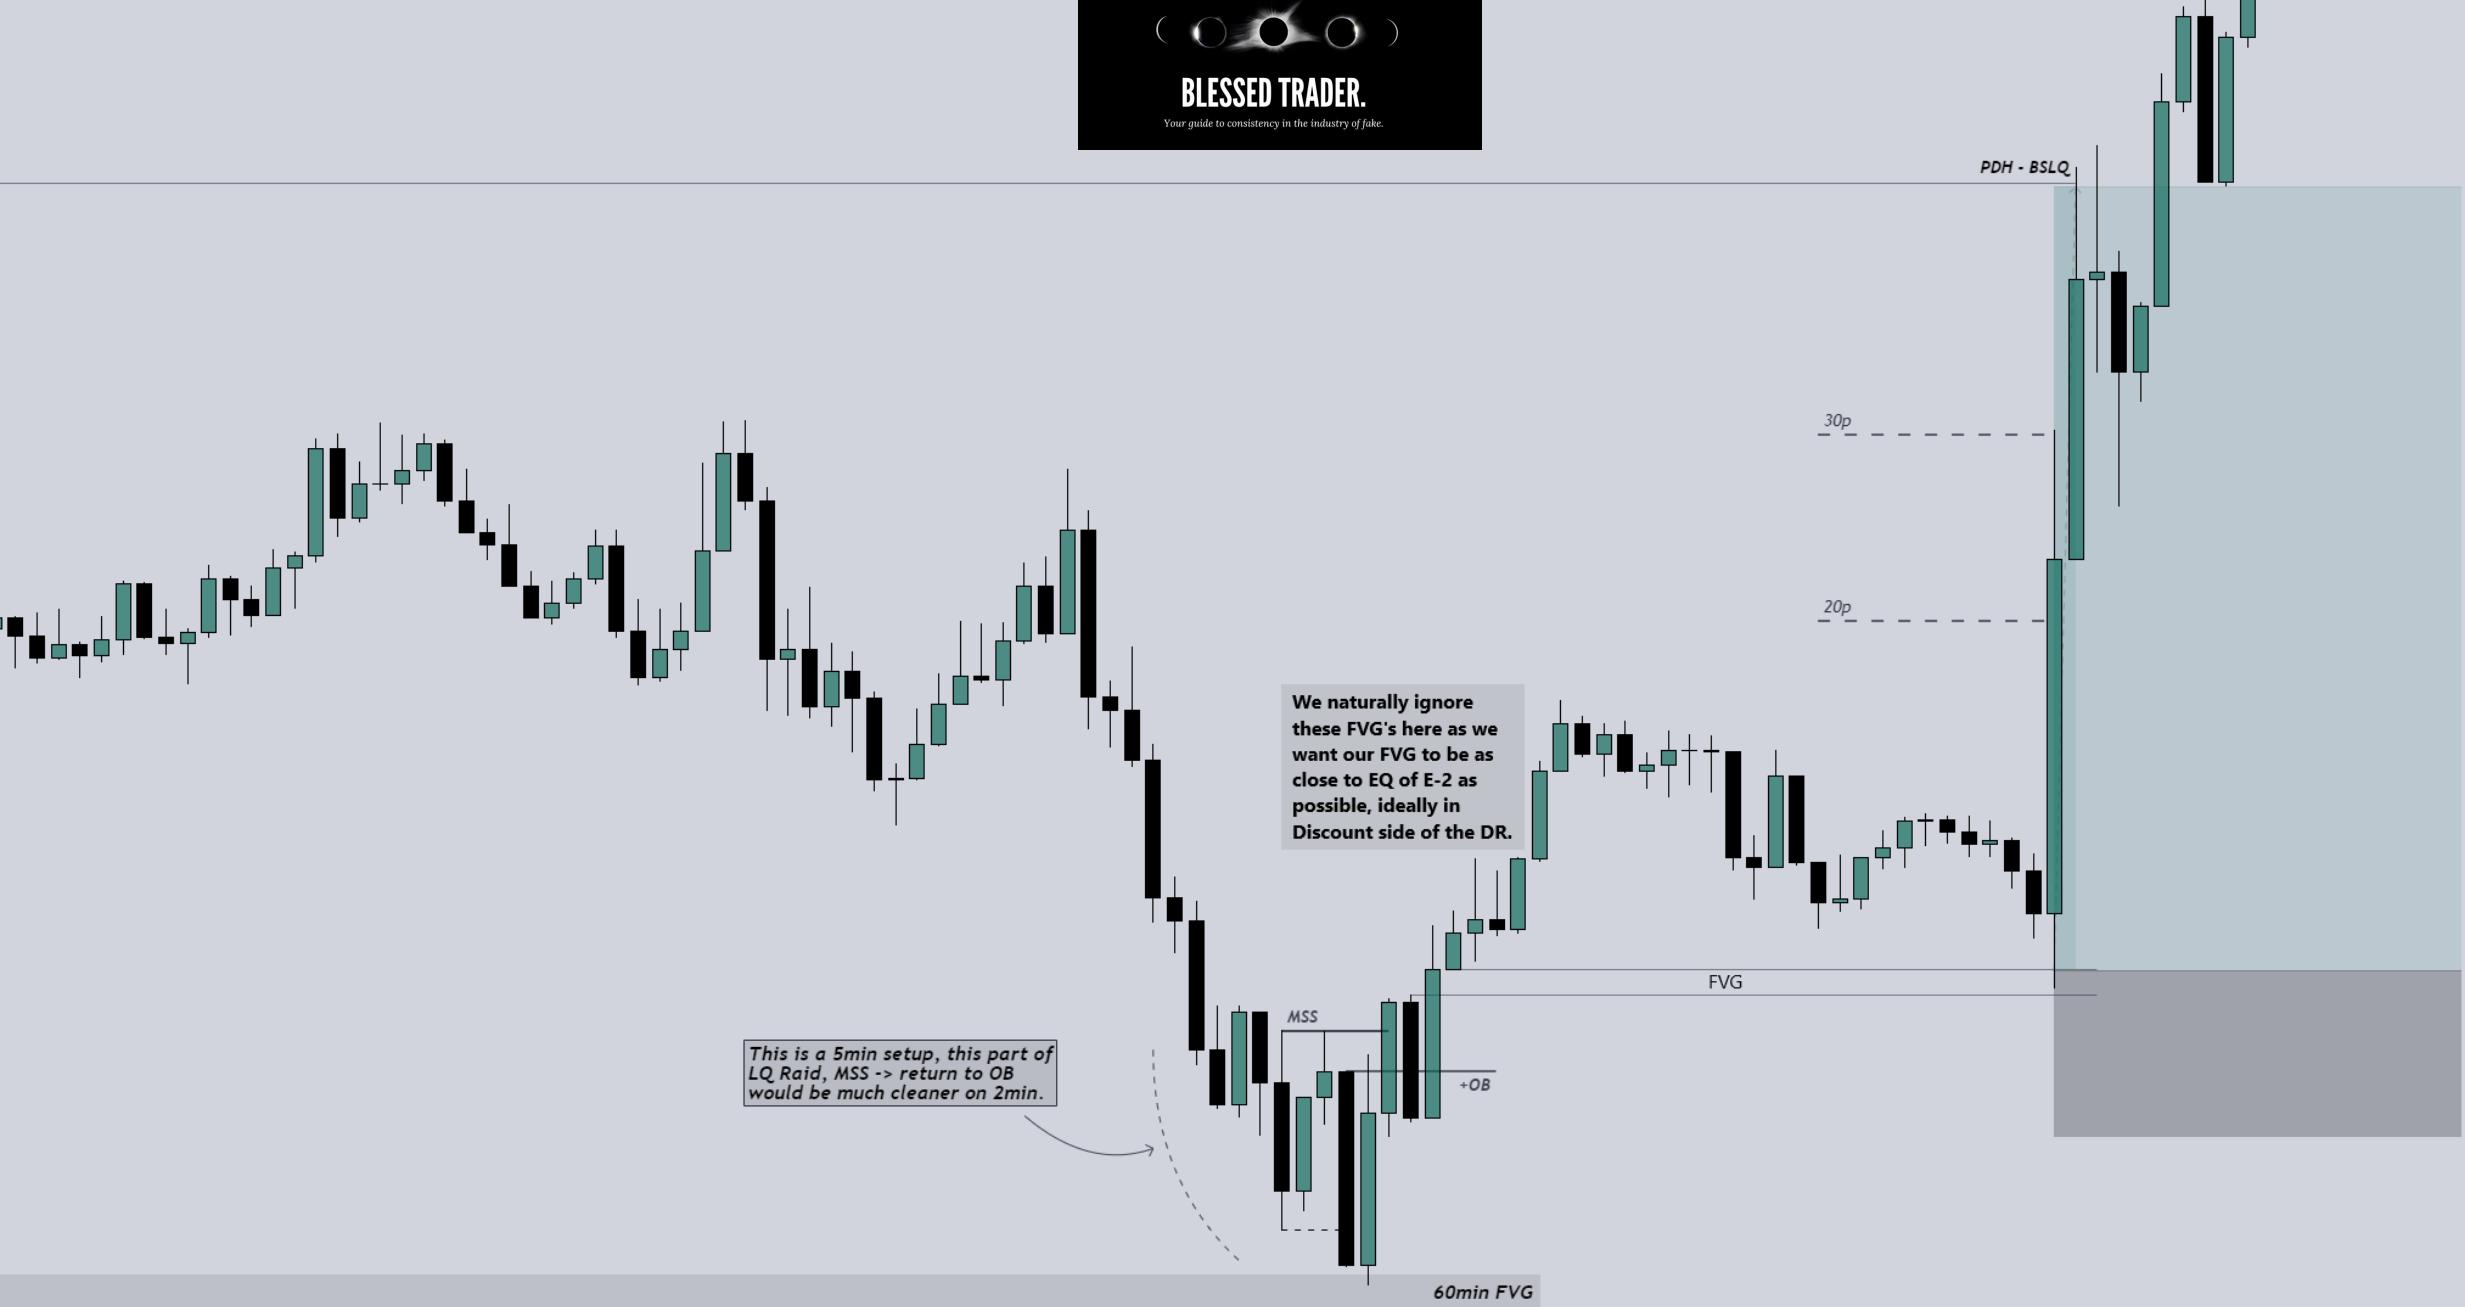 BLESSED TRADER.
Your guide to consistency in the industry of fake.
PDH - BSLQ
30p
20p
We naturally ignore
these FVG's here as we
want our FVG to be as
close to EQ of E-2 as
possible, ideally in
Discount side of the DR.
FVG
MSS
This is a 5min setup, this part of
LQ Raid, MSS -> return to OB
would be much cleaner on 2min.
+OB
60min FVG